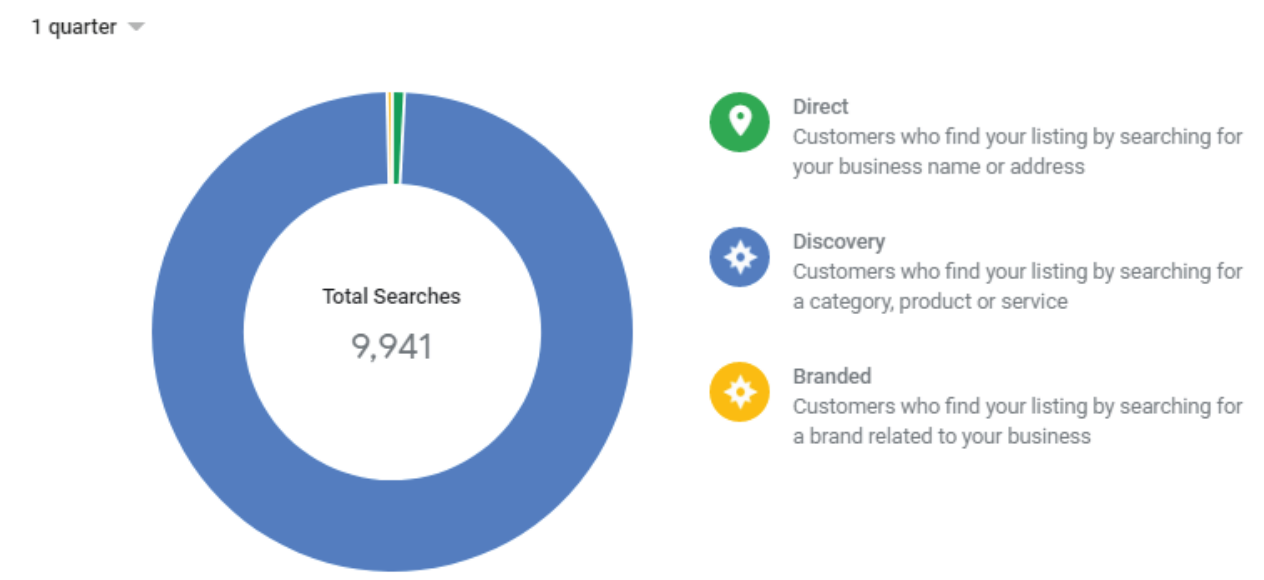 1 quarter
Total Searches
9,941
Direct
Customers who find your listing by searching for
your business name or address
Discovery
Customers who find your listing by searching for
a category, product or service
Branded
Customers who find your listing by searching for
a brand related to your business